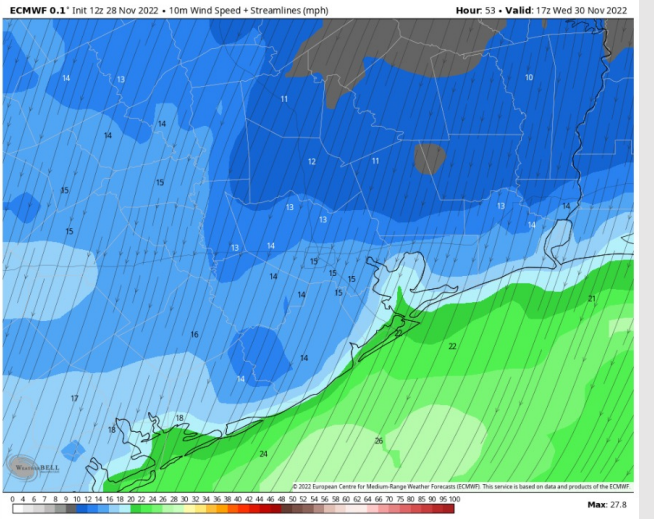 ECMWF 0.1° Init 12z 28 Nov 2022 • 10m Wind Speed + Streamlines (mph) Hour: 53 • Valid: 17z Wed 30 Nov 2022
14 13 10
11
14 14
12 11
15 15
13 13 13 14 14
15
13 14
15 15
14 15
14
21
16 22
22
14
14
17
18
18
26
24
WeatherBELL
© 2022 European Centre for Medium-Range Weather Forecasts (ECMWF). This service is based on data and products of the ECMWF.
0 4 6 7 8 9 10 12 14 16 18 20 22 24 26 28 30 32 34 36 38 40 42 44 46 48 50 52 54 56 58 60 62 64 66 70 75 80 85 90 95 100
Max: 27.8